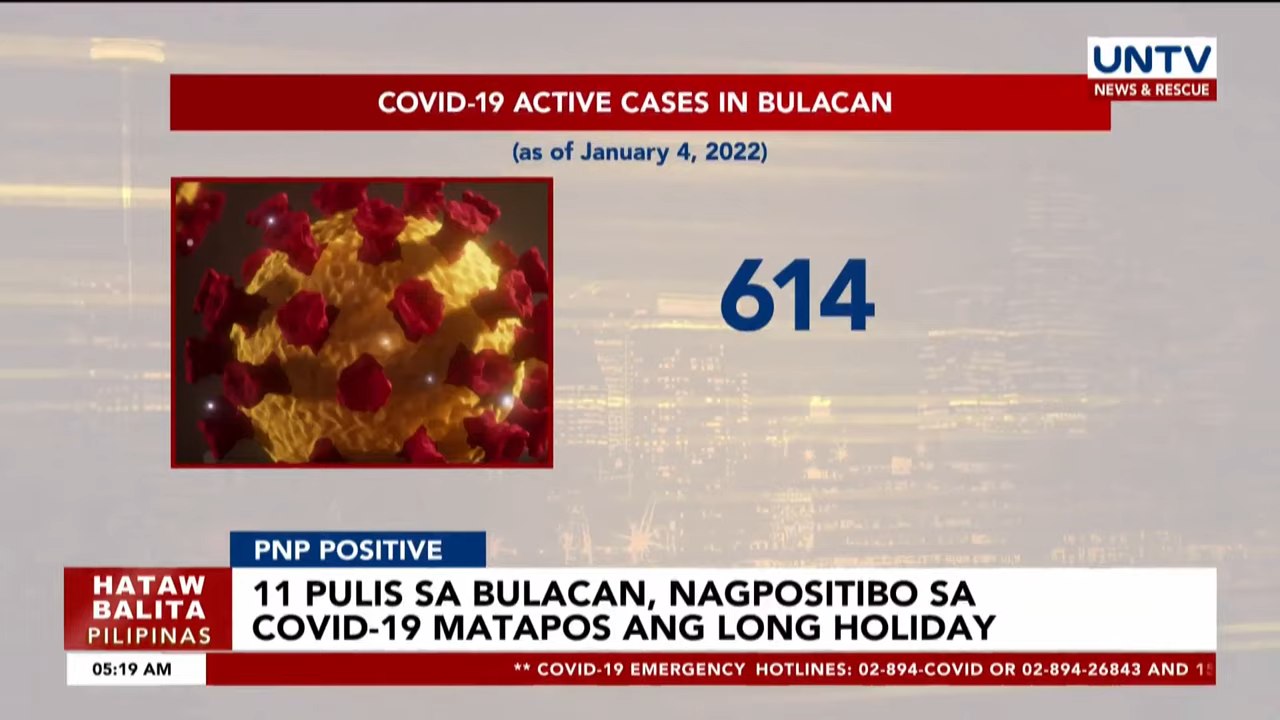 UNTV
NEWS & RESCUE
COVID-19 ACTIVE CASES IN BULACAN
(as of January 4, 2022)
614
PNP POSITIVE
HATAW
BALITA
PILIPINAS
11 PULIS SA BULACAN, NAGPOSITIBO SA
COVID-19 MATAPOS ANG LONG HOLIDAY
05:19 AM
** COVID-19 EMERGENCY HOTLINES: 02-894-COVID OR 02-894-26843 AND